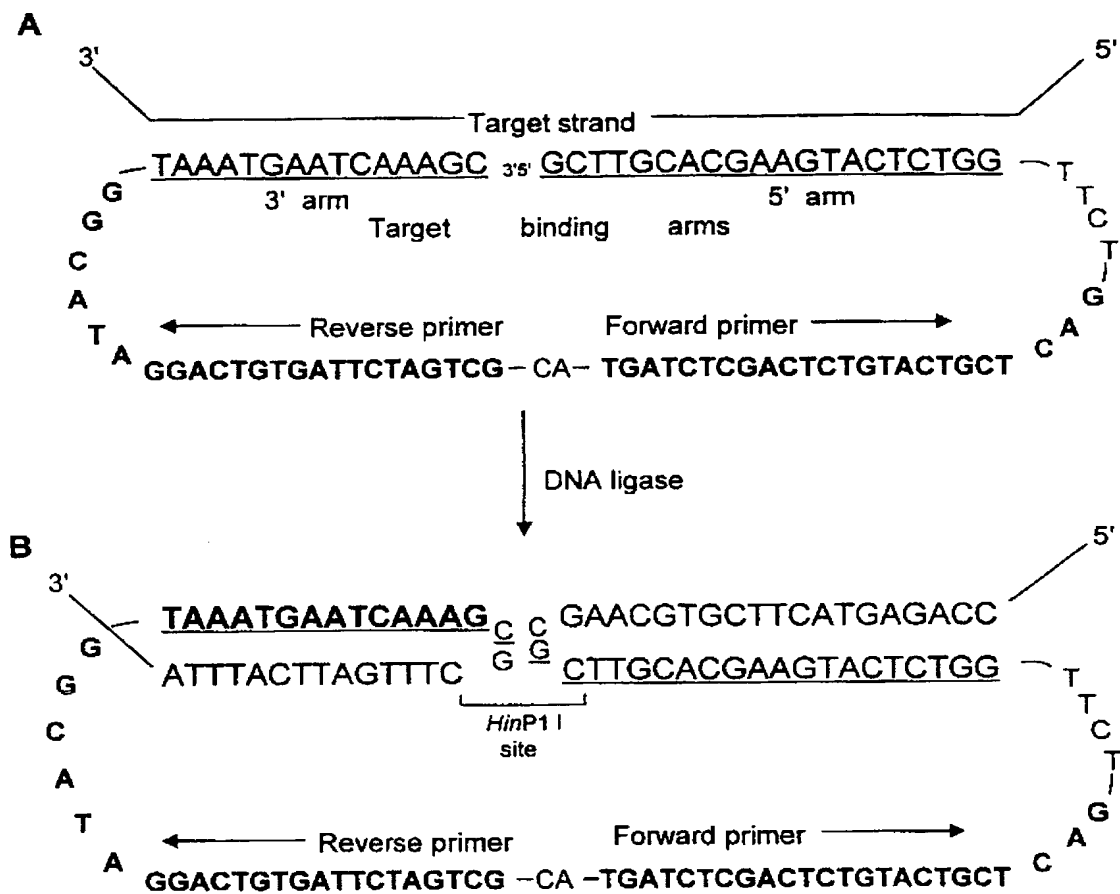 A
3' 5'
Target strand
TAAATGAATCAAAGC 3'5' GCTTGCACGAAGTACTCTGG
3' arm 5' arm
Target binding arms
G
G
C
A
T
A
T
T
C
T
G
A
C
Reverse primer Forward primer
GGACTGTGATTCTAGTCG – CA – TGATCTCGACTCTGTACTGCT
DNA ligase
B
3' 5'
TAAATGAATCAAAG C C GAACGTGCTTCATGAGACC
ATTTACTTAGTTTC G G CTTGCACGAAGTACTCTGG
HinP1 I
site
G
G
C
A
T
A
T
T
C
T
G
A
C
Reverse primer Forward primer
GGACTGTGATTCTAGTCG – CA – TGATCTCGACTCTGTACTGCT